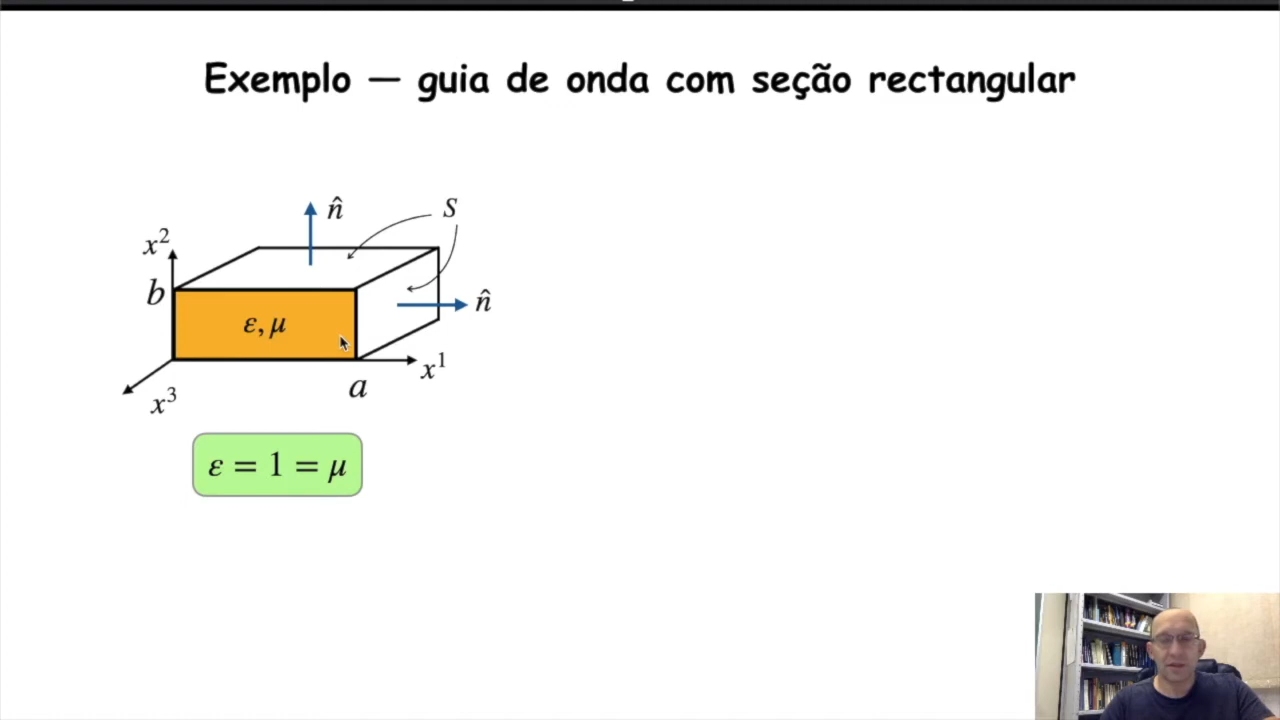 Exemplo — guia de onda com seção rectangular
n̂
S
x²
b
n̂
ε, μ
x¹
a
x³
ε = 1 = μ